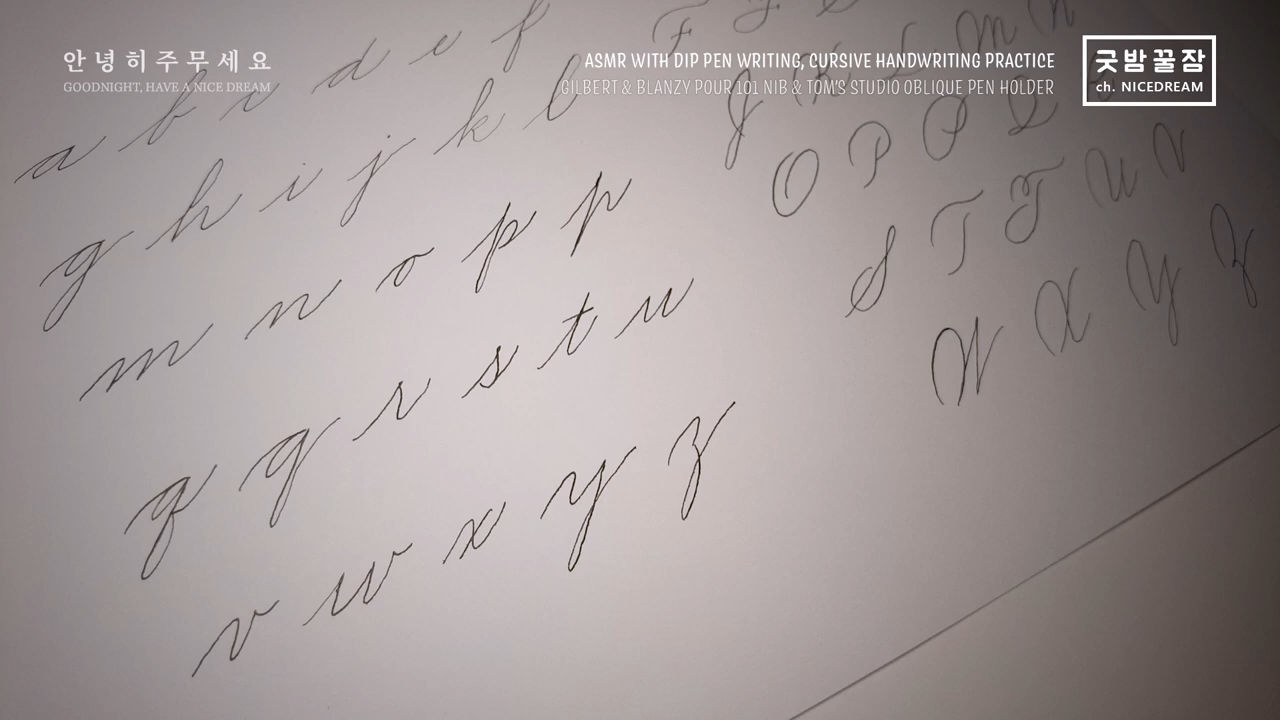 안녕히주무세요
GOODNIGHT, HAVE A NICE DREAM
ASMR WITH DIP PEN WRITING, CURSIVE HANDWRITING PRACTICE
GILBERT & BLANZY POUR 101 NIB & TOM'S STUDIO OBLIQUE PEN HOLDER
굿밤꿀잠
ch. NICEDREAM
a b c d e f
g h i j k l
m n o p p
q q r s t u
v w x y z
F F
J K L M N
O P P Q
S T T U V
W X Y Z